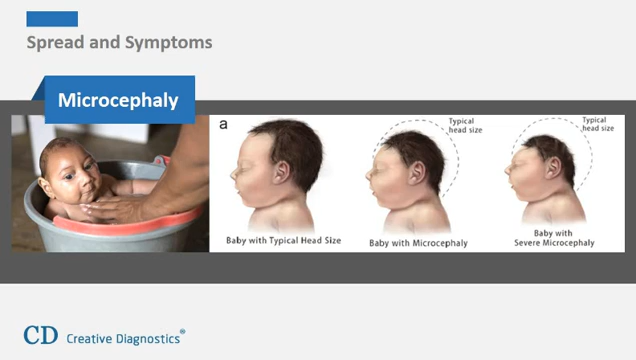 Spread and Symptoms
Microcephaly
a
Typical
head size
Typical
head size
Baby with Typical Head Size
Baby with Microcephaly
Baby with
Severe Microcephaly
CD Creative Diagnostics®